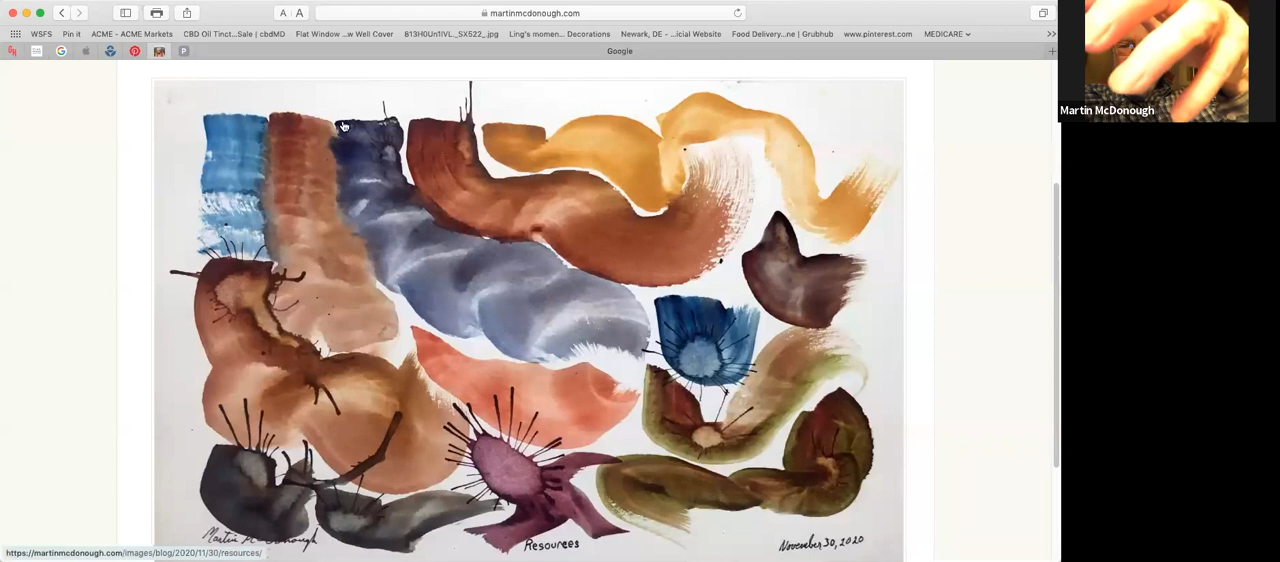 A A
martinmcdonough.com
WSFS Pin it ACME - ACME Markets CBD Oil Tinct...Sale | cbdMD Flat Window ...w Well Cover 813H0Un1IVL._SX522_.jpg Ling's momen... Decorations Newark, DE - ...icial Website Food Delivery...ne | Grubhub www.pinterest.com MEDICARE
Google
Martin McDonough
Martin McDonough
Resources
November 30, 2020
https://martinmcdonough.com/images/blog/2020/11/30/resources/